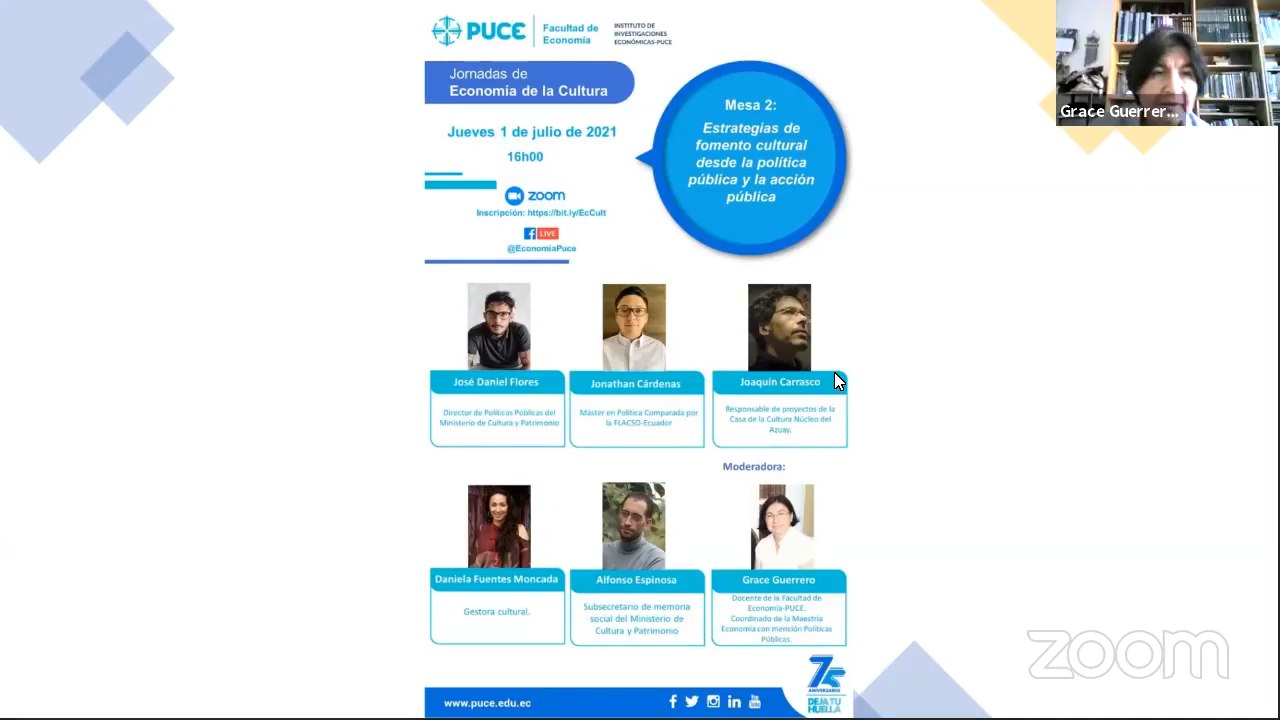 PUCE
Facultad de
Economía
INSTITUTO DE
INVESTIGACIONES
ECONÓMICAS-PUCE
Jornadas de
Economía de la Cultura
Jueves 1 de julio de 2021
16h00
zoom
Inscripción: https://bit.ly/EcCult
LIVE
@EconomiaPuce
Mesa 2:
Estrategias de
fomento cultural
desde la política
pública y la acción
pública
Grace Guerrer...
José Daniel Flores
Director de Políticas Públicas del
Ministerio de Cultura y Patrimonio
Jonathan Cárdenas
Máster en Política Comparada por
la FLACSO-Ecuador
Joaquín Carrasco
Responsable de proyectos de la
Casa de la Cultura Núcleo del
Azuay.
Moderadora:
Daniela Fuentes Moncada
Gestora cultural.
Alfonso Espinosa
Subsecretario de memoria
social del Ministerio de
Cultura y Patrimonio
Grace Guerrero
Docente de la Facultad de
Economía-PUCE.
Coordinado de la Maestría
Economía con mención Políticas
Públicas.
75
ANIVERSARIO
DEJA TU
HUELLA
www.puce.edu.ec
You
Tube
zoom